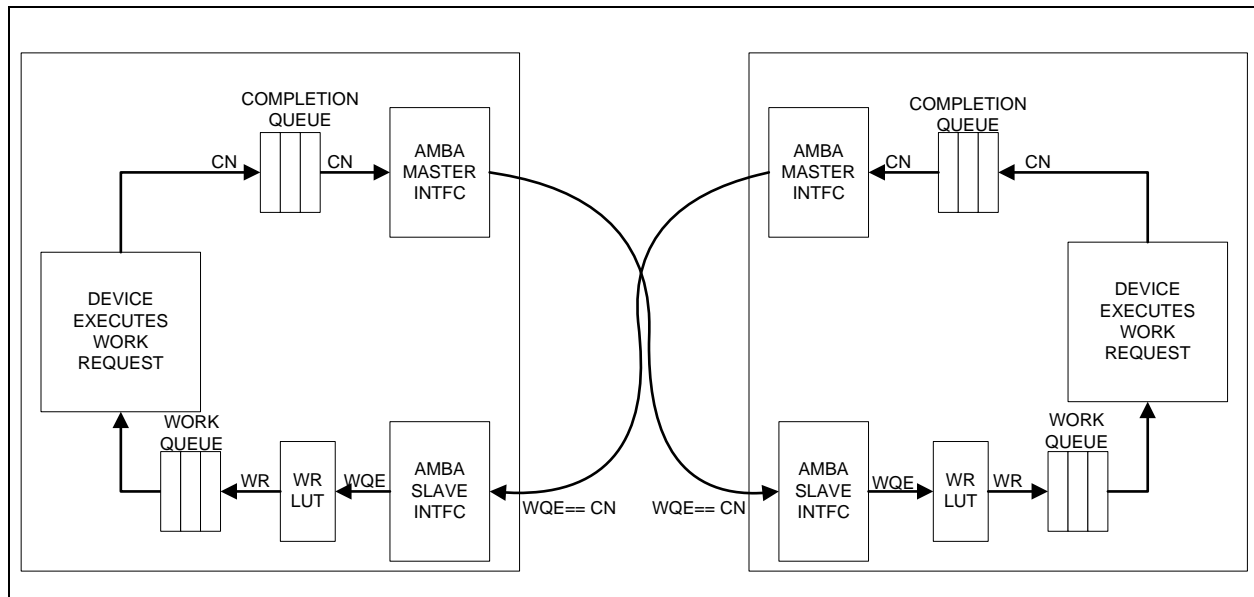 COMPLETION
QUEUE
CN
CN
AMBA
MASTER
INTFC
DEVICE
EXECUTES
WORK
REQUEST
WORK
QUEUE
WR
WR
LUT
WQE
AMBA
SLAVE
INTFC
WQE== CN
AMBA
MASTER
INTFC
CN
COMPLETION
QUEUE
CN
DEVICE
EXECUTES
WORK
REQUEST
WQE== CN
AMBA
SLAVE
INTFC
WQE
WR
LUT
WR
WORK
QUEUE